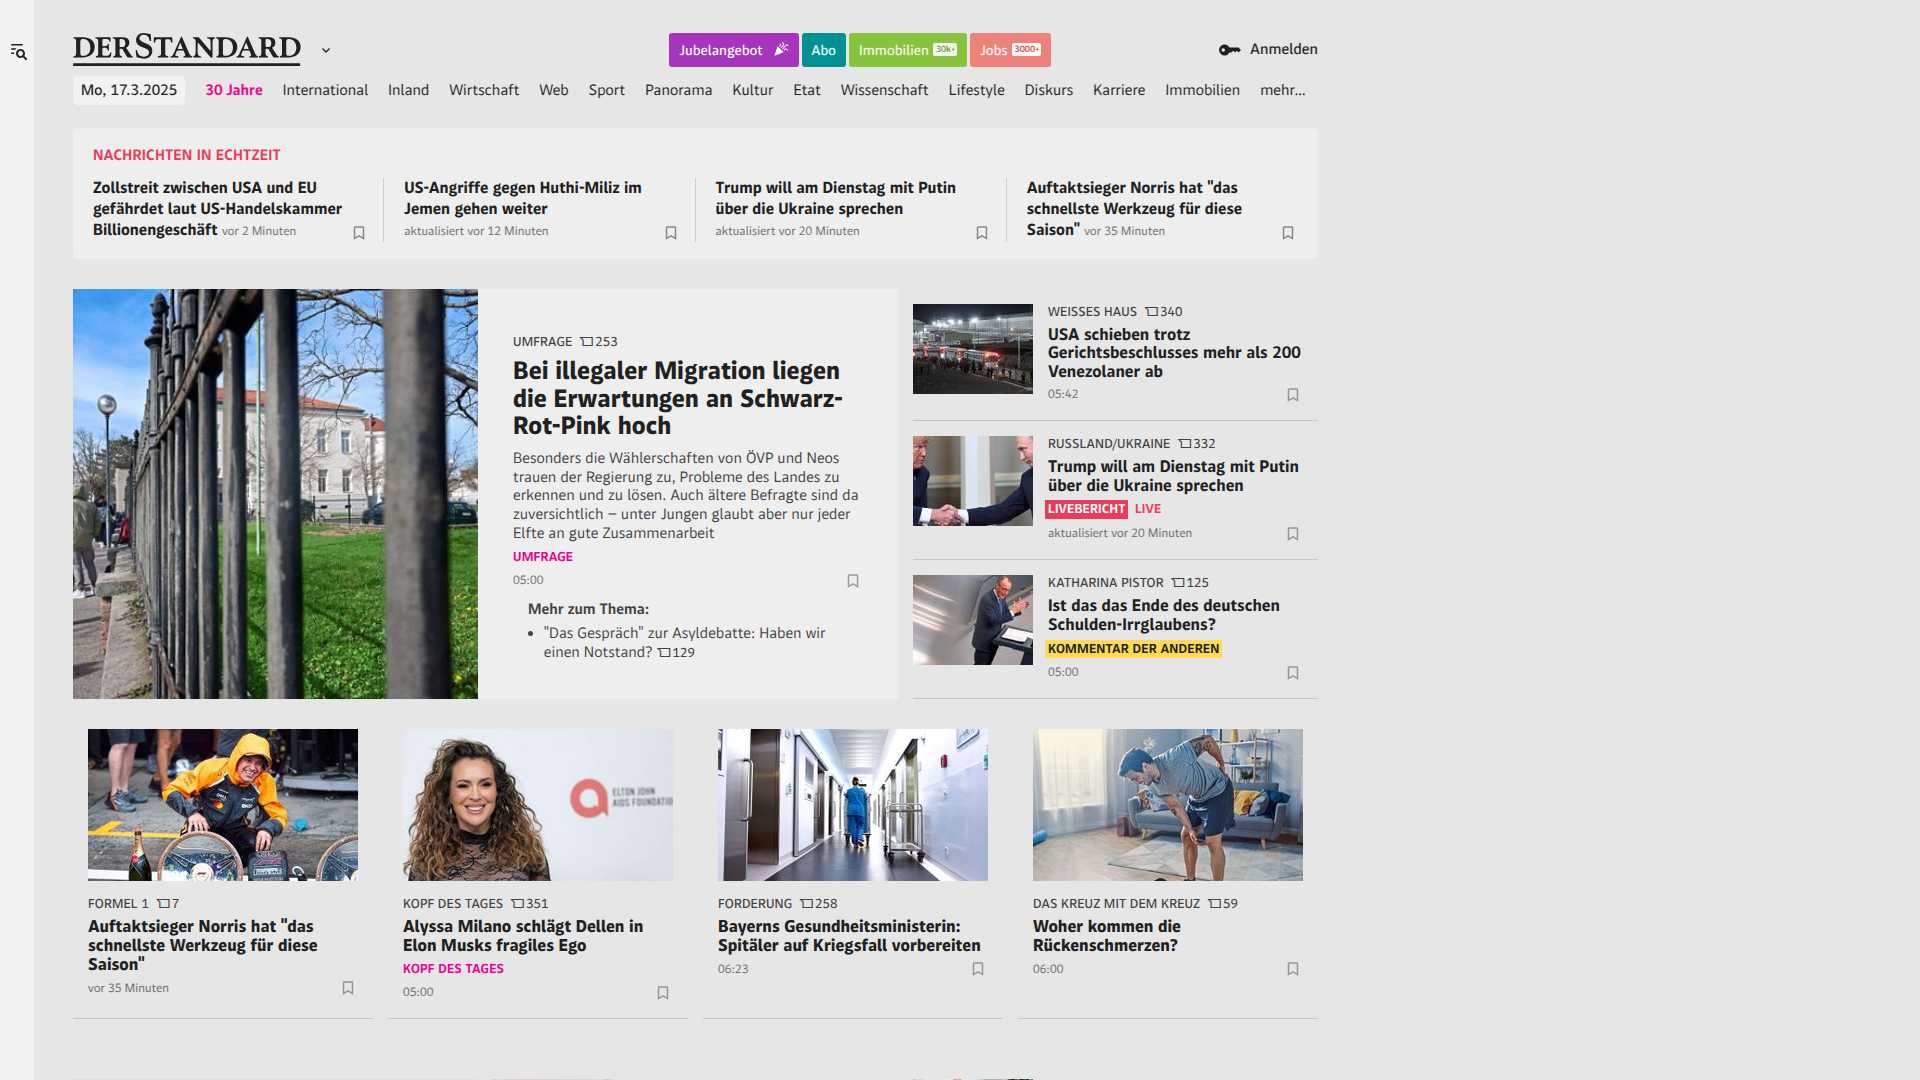 DERSTANDARD
Jubelangebot
Abo
Immobilien 30k+
Jobs 3000+
Anmelden
Mo, 17.3.2025
30 Jahre
International
Inland
Wirtschaft
Web
Sport
Panorama
Kultur
Etat
Wissenschaft
Lifestyle
Diskurs
Karriere
Immobilien
mehr...
NACHRICHTEN IN ECHTZEIT
Zollstreit zwischen USA und EU
gefährdet laut US-Handelskammer
Billionengeschäft vor 2 Minuten
US-Angriffe gegen Huthi-Miliz im
Jemen gehen weiter
aktualisiert vor 12 Minuten
Trump will am Dienstag mit Putin
über die Ukraine sprechen
aktualisiert vor 20 Minuten
Auftaktsieger Norris hat "das
schnellste Werkzeug für diese
Saison" vor 35 Minuten
UMFRAGE 253
Bei illegaler Migration liegen
die Erwartungen an Schwarz-
Rot-Pink hoch
Besonders die Wählerschaften von ÖVP und Neos
trauen der Regierung zu, Probleme des Landes zu
erkennen und zu lösen. Auch ältere Befragte sind da
zuversichtlich – unter Jungen glaubt aber nur jeder
Elfte an gute Zusammenarbeit
UMFRAGE
05:00
Mehr zum Thema:
• "Das Gespräch" zur Asyldebatte: Haben wir
einen Notstand? 129
WEISSES HAUS 340
USA schieben trotz
Gerichtsbeschlusses mehr als 200
Venezolaner ab
05:42
RUSSLAND/UKRAINE 332
Trump will am Dienstag mit Putin
über die Ukraine sprechen
LIVEBERICHT LIVE
aktualisiert vor 20 Minuten
KATHARINA PISTOR 125
Ist das das Ende des deutschen
Schulden-Irrglaubens?
KOMMENTAR DER ANDEREN
05:00
FORMEL 1 7
Auftaktsieger Norris hat "das
schnellste Werkzeug für diese
Saison"
vor 35 Minuten
ELTON JOHN
AIDS FOUNDATIO
KOPF DES TAGES 351
Alyssa Milano schlägt Dellen in
Elon Musks fragiles Ego
KOPF DES TAGES
05:00
FORDERUNG 258
Bayerns Gesundheitsministerin:
Spitäler auf Kriegsfall vorbereiten
06:23
DAS KREUZ MIT DEM KREUZ 59
Woher kommen die
Rückenschmerzen?
06:00